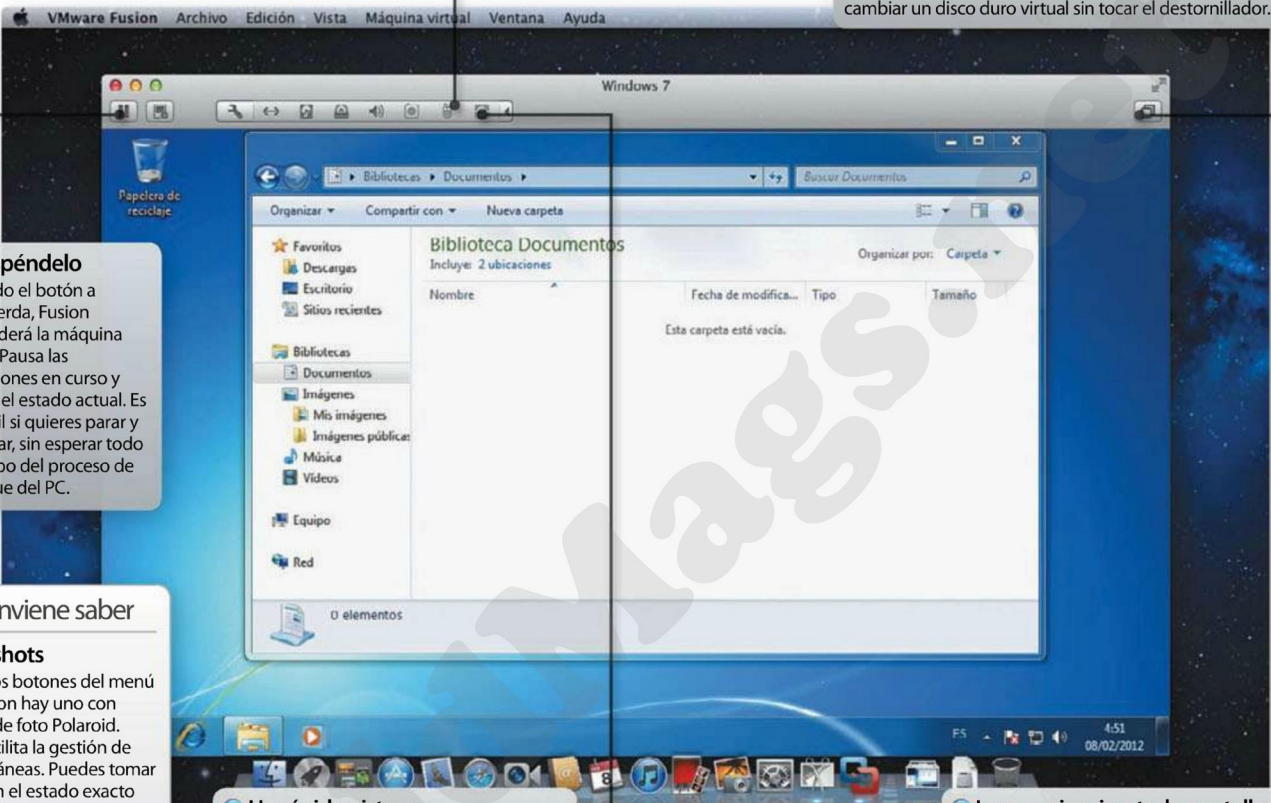 cambiar un disco duro virtual sin tocar el destornillador.
VMware Fusion Archivo Edición Vista Máquina virtual Ventana Ayuda
Windows 7
Papelera de
reciclaje
Bibliotecas Documentos
Buscar Documentos
Organizar Compartir con Nueva carpeta
Favoritos
Descargas
Escritorio
Sitios recientes
Bibliotecas
Documentos
Imágenes
Mis imágenes
Imágenes públicas
Música
Vídeos
Equipo
Red
Biblioteca Documentos
Incluye: 2 ubicaciones
Organizar por: Carpeta
Nombre Fecha de modifica... Tipo Tamaño
Esta carpeta está vacía.
0 elementos
péndelo
do el botón a
erda, Fusion
derá la máquina
Pausa las
ones en curso y
el estado actual. Es
il si quieres parar y
ar, sin esperar todo
po del proceso de
ue del PC.
nviene saber
shots
os botones del menú
on hay uno con
de foto Polaroid.
cilita la gestión de
áneas. Puedes tomar
n el estado exacto
ES 4:51
08/02/2012
8